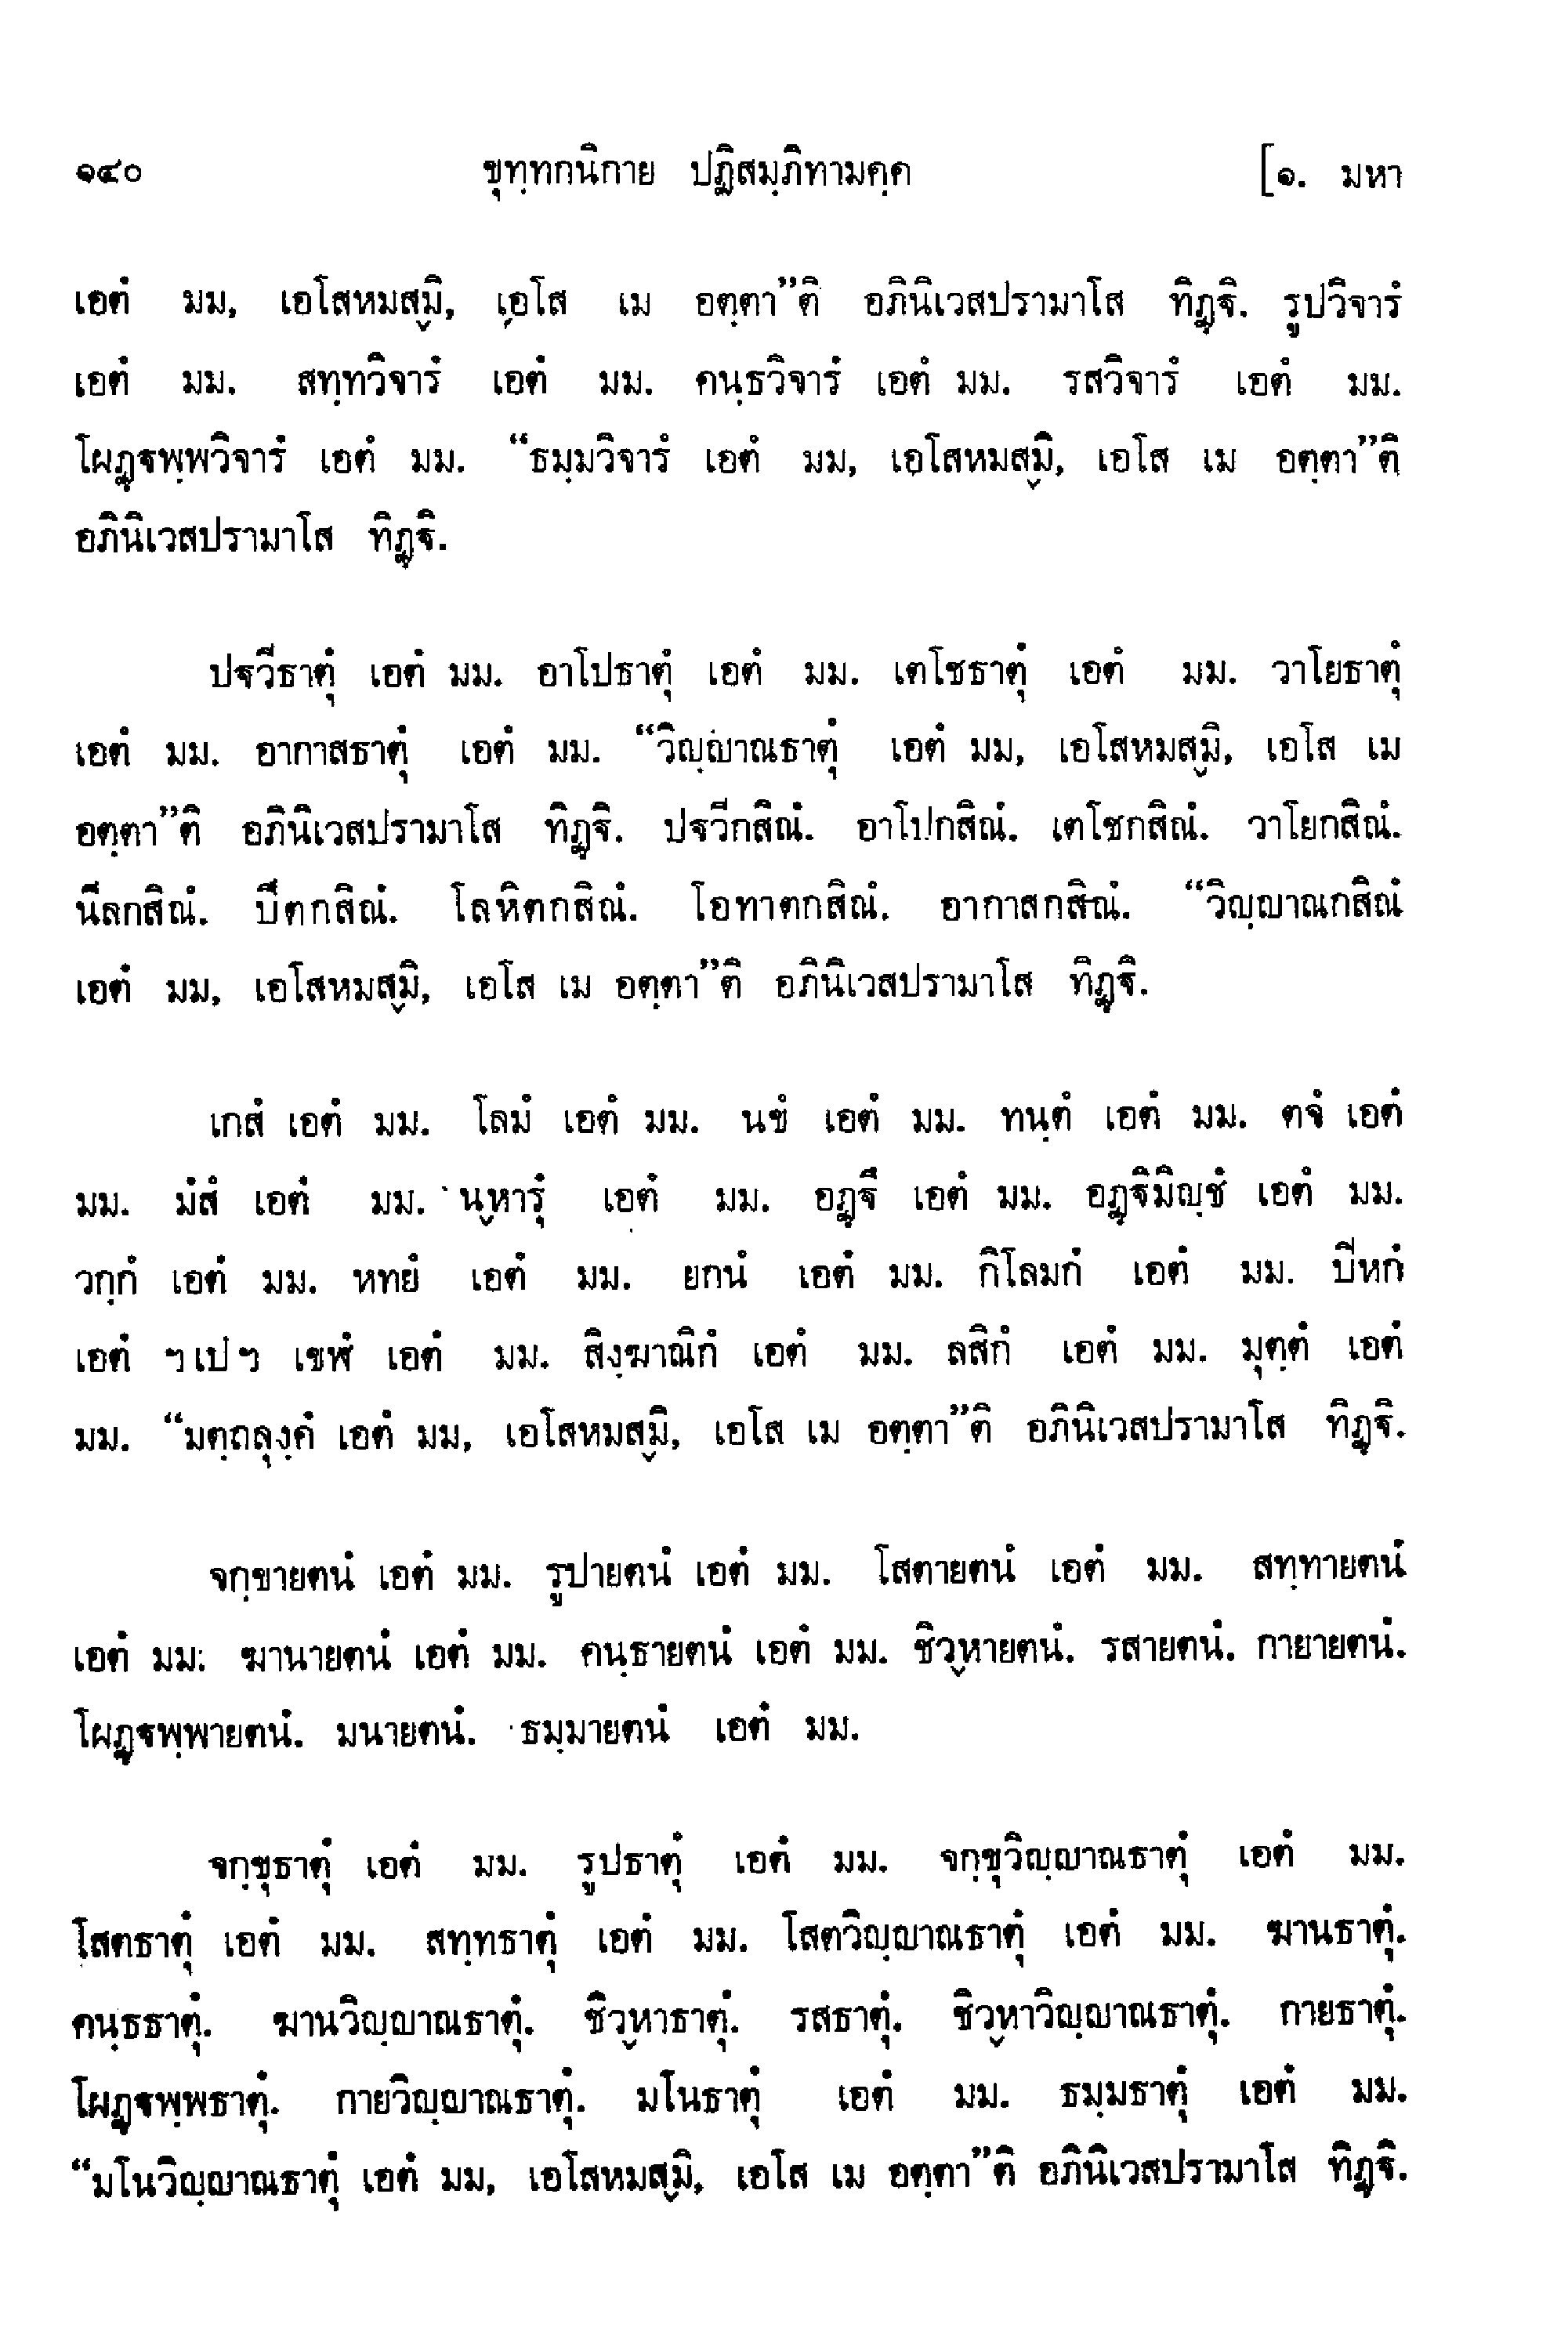 ๑๔๐ ขุทฺทกนิกาย ปฏิสมฺภิทามคฺค [๑. มหา
เอตํ มม, เอโสหมสฺมิ, เอโส เม อตฺตา”ติ อภินิเวสปรามาโส ทิฏฺฐิ. รูปวิจารํ
เอตํ มม. สทฺทวิจารํ เอตํ มม. คนฺธวิจารํ เอตํ มม. รสวิจารํ เอตํ มม.
โผฏฺฐพฺพวิจารํ เอตํ มม. “ธมฺมวิจารํ เอตํ มม, เอโสหมสฺมิ, เอโส เม อตฺตา”ติ
อภินิเวสปรามาโส ทิฏฺฐิ.
ปฐวีธาตุํ เอตํ มม. อาโปธาตุํ เอตํ มม. เตโชธาตุํ เอตํ มม. วาโยธาตุํ
เอตํ มม. อากาสธาตุํ เอตํ มม. “วิญฺญาณธาตุํ เอตํ มม, เอโสหมสฺมิ, เอโส เม
อตฺตา”ติ อภินิเวสปรามาโส ทิฏฺฐิ. ปฐวีกสิณํ. อาโปกสิณํ. เตโชกสิณํ. วาโยกสิณํ.
นีลกสิณํ. ปีตกสิณํ. โลหิตกสิณํ. โอทาตกสิณํ. อากาสกสิณํ. “วิญฺญาณกสิณํ
เอตํ มม, เอโสหมสฺมิ, เอโส เม อตฺตา”ติ อภินิเวสปรามาโส ทิฏฺฐิ.
เกสํ เอตํ มม. โลมํ เอตํ มม. นขํ เอตํ มม. ทนฺตํ เอตํ มม. ตจํ เอตํ
มม. มํสํ เอตํ มม. นฺหารุํ เอตํ มม. อฏฺฐึ เอตํ มม. อฏฺฐิมิญฺชํ เอตํ มม.
วกฺกํ เอตํ มม. หทยํ เอตํ มม. ยกนํ เอตํ มม. กิโลมกํ เอตํ มม. ปิหกํ
เอตํ ฯเปฯ เขฬํ เอตํ มม. สิงฺฆาณิกํ เอตํ มม. ลสิกํ เอตํ มม. มุตฺตํ เอตํ
มม. “มตฺถลุงฺคํ เอตํ มม, เอโสหมสฺมิ, เอโส เม อตฺตา”ติ อภินิเวสปรามาโส ทิฏฺฐิ.
จกฺขายตนํ เอตํ มม. รูปายตนํ เอตํ มม. โสตายตนํ เอตํ มม. สทฺทายตนํ
เอตํ มม. ฆานายตนํ เอตํ มม. คนฺธายตนํ เอตํ มม. ชิวฺหายตนํ. รสายตนํ. กายายตนํ.
โผฏฺฐพฺพายตนํ. มนายตนํ. ธมฺมายตนํ เอตํ มม.
จกฺขุธาตุํ เอตํ มม. รูปธาตุํ เอตํ มม. จกฺขุวิญฺญาณธาตุํ เอตํ มม.
โสตธาตุํ เอตํ มม. สทฺทธาตุํ เอตํ มม. โสตวิญฺญาณธาตุํ เอตํ มม. ฆานธาตุํ.
คนฺธธาตุํ. ฆานวิญฺญาณธาตุํ. ชิวฺหาธาตุํ. รสธาตุํ. ชิวฺหาวิญฺญาณธาตุํ. กายธาตุํ.
โผฏฺฐพฺพธาตุํ. กายวิญฺญาณธาตุํ. มโนธาตุํ เอตํ มม. ธมฺมธาตุํ เอตํ มม.
“มโนวิญฺญาณธาตุํ เอตํ มม, เอโสหมสฺมิ, เอโส เม อตฺตา”ติ อภินิเวสปรามาโส ทิฏฺฐิ.